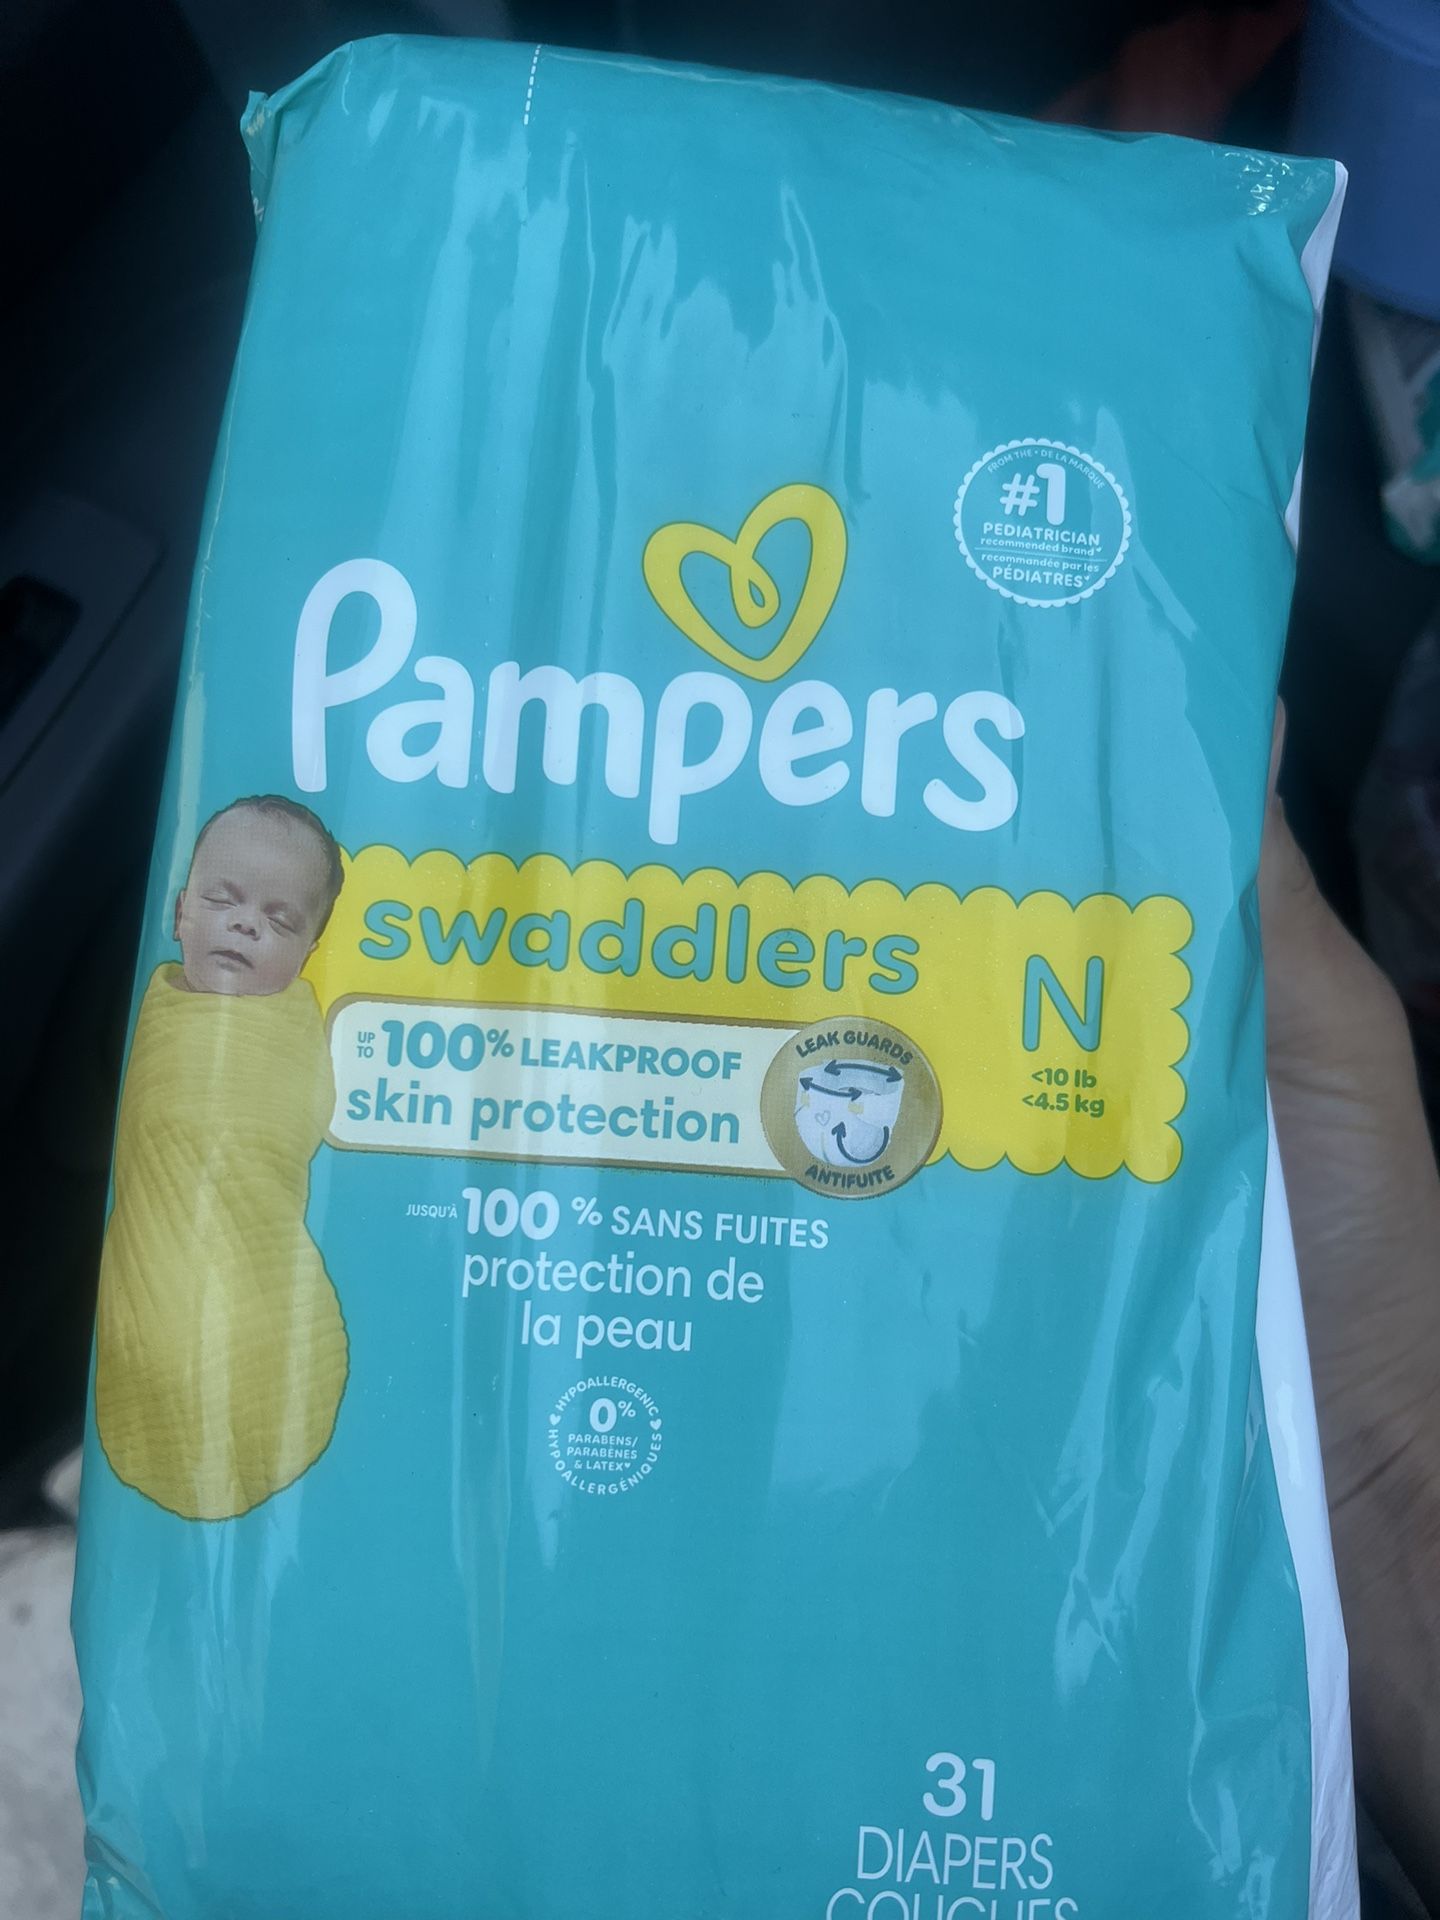 FROM THE • DE LA MARQUE
#1
PEDIATRICIAN
recommended brand
recommandée par les
PÉDIATRES
Pampers
swaddlers
N
<10 lb
<4.5 kg
UP TO 100% LEAKPROOF
skin protection
LEAK GUARDS
ANTIFUITE
JUSQU'À 100 % SANS FUITES
protection de
la peau
HYPOALLERGENIC
0%
PARABENS/
PARABÈNES
& LATEX
HYPOALLERGÉNIQUES
31
DIAPERS
COUCHES